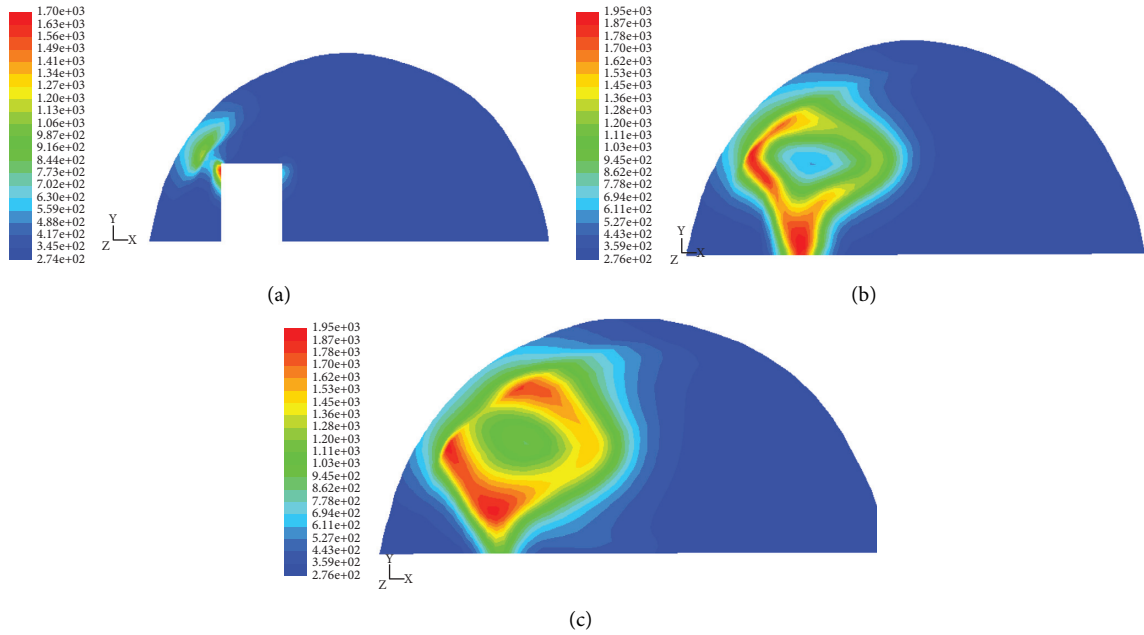 1.70e+03
1.63e+03
1.56e+03
1.49e+03
1.41e+03
1.34e+03
1.27e+03
1.20e+03
1.13e+03
1.06e+03
9.87e+02
9.16e+02
8.44e+02
7.73e+02
7.02e+02
6.30e+02
5.59e+02
4.88e+02
4.17e+02
3.45e+02
2.74e+02
Y
Z X
(a)
1.95e+03
1.87e+03
1.78e+03
1.70e+03
1.62e+03
1.53e+03
1.45e+03
1.36e+03
1.28e+03
1.20e+03
1.11e+03
1.03e+03
9.45e+02
8.62e+02
7.78e+02
6.94e+02
6.11e+02
5.27e+02
4.43e+02
3.59e+02
2.76e+02
Y
Z X
(b)
1.95e+03
1.87e+03
1.78e+03
1.70e+03
1.62e+03
1.53e+03
1.45e+03
1.36e+03
1.28e+03
1.20e+03
1.11e+03
1.03e+03
9.45e+02
8.62e+02
7.78e+02
6.94e+02
6.11e+02
5.27e+02
4.43e+02
3.59e+02
2.76e+02
Y
Z X
(c)